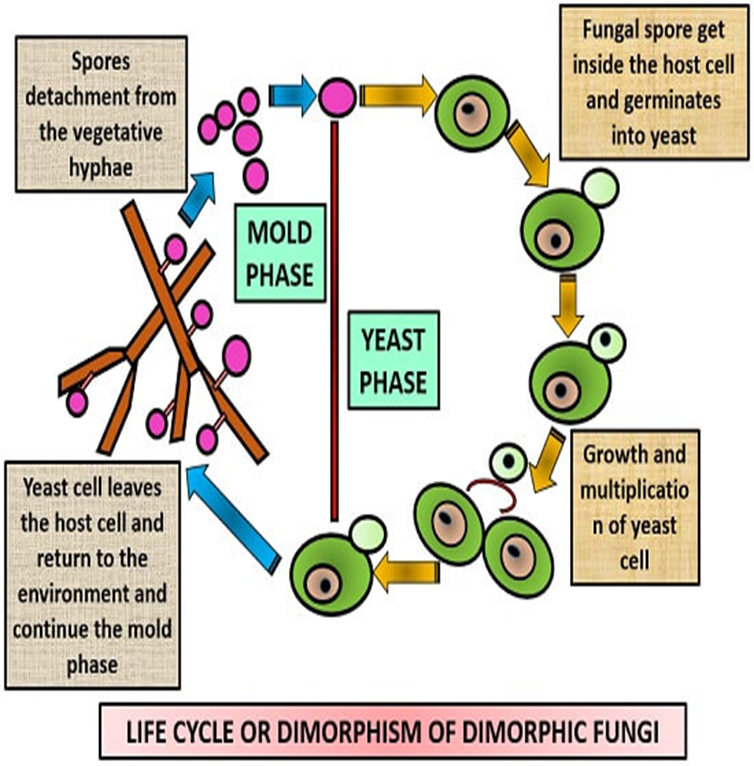 Spores
detachment from
the vegetative
hyphae
Fungal spore get
inside the host cell
and germinates
into yeast
MOLD
PHASE
YEAST
PHASE
Growth and
multiplicatio
n of yeast
cell
Yeast cell leaves
the host cell and
return to the
environment and
continue the mold
phase
LIFE CYCLE OR DIMORPHISM OF DIMORPHIC FUNGI